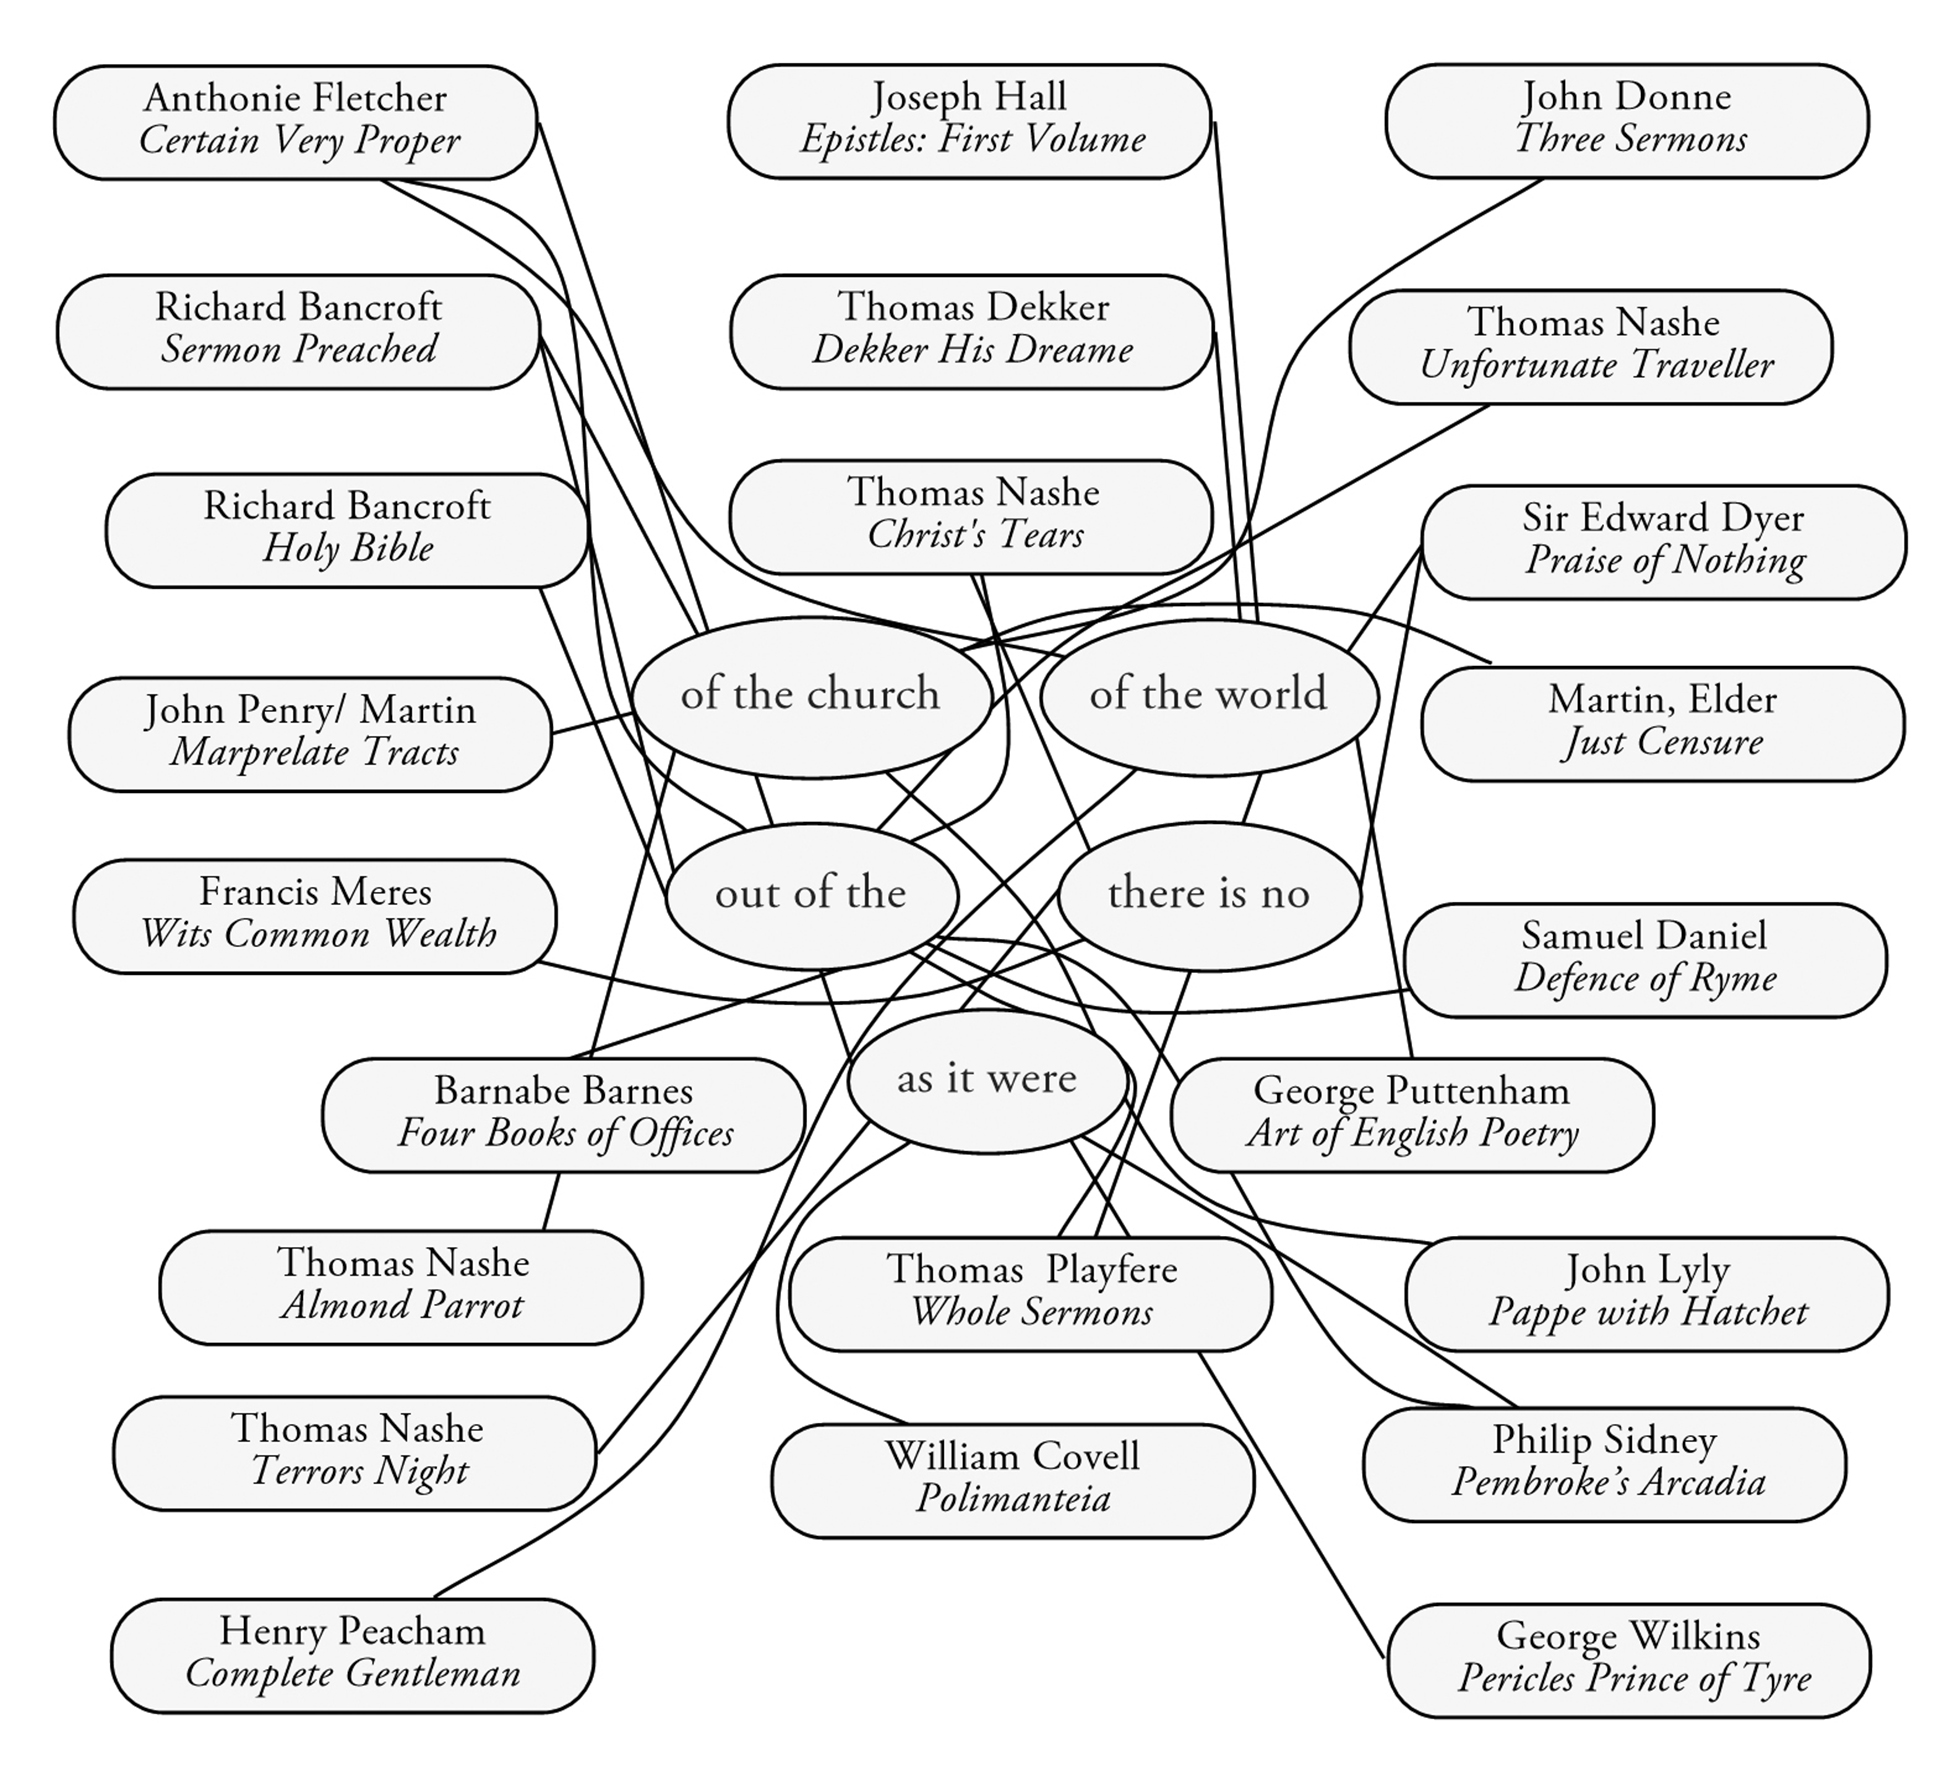 Anthonie Fletcher
Certain Very Proper
Joseph Hall
Epistles: First Volume
John Donne
Three Sermons
Richard Bancroft
Sermon Preached
Thomas Dekker
Dekker His Dreame
Thomas Nashe
Unfortunate Traveller
Richard Bancroft
Holy Bible
Thomas Nashe
Christ's Tears
Sir Edward Dyer
Praise of Nothing
John Penry/ Martin
Marprelate Tracts
of the church
of the world
Martin, Elder
Just Censure
Francis Meres
Wits Common Wealth
out of the
there is no
Samuel Daniel
Defence of Ryme
Barnabe Barnes
Four Books of Offices
as it were
George Puttenham
Art of English Poetry
Thomas Nashe
Almond Parrot
Thomas  Playfere
Whole Sermons
John Lyly
Pappe with Hatchet
Thomas Nashe
Terrors Night
William Covell
Polimanteia
Philip Sidney
Pembroke’s Arcadia
Henry Peacham
Complete Gentleman
George Wilkins
Pericles Prince of Tyre